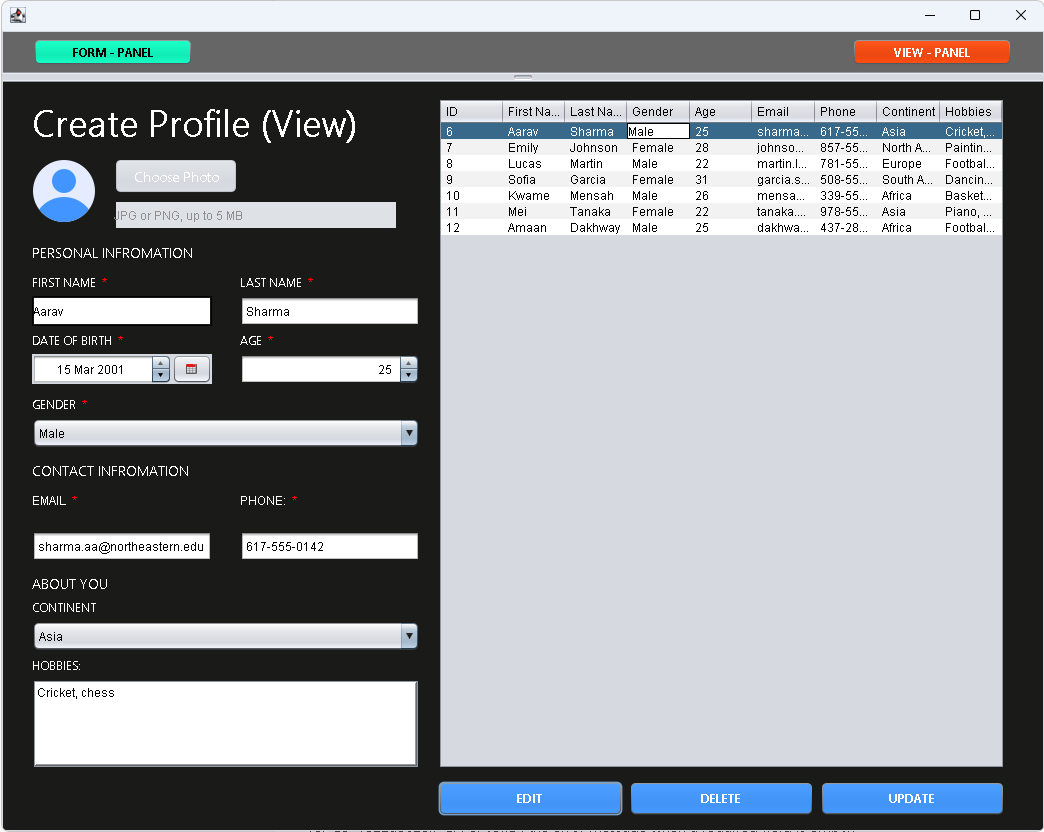 FORM - PANEL VIEW - PANEL
Create Profile (View)
Choose Photo
JPG or PNG, up to 5 MB
PERSONAL INFROMATION
FIRST NAME * LAST NAME *
Aarav Sharma
DATE OF BIRTH * AGE *
15 Mar 2001 25
GENDER *
Male
CONTACT INFROMATION
EMAIL * PHONE: *
sharma.aa@northeastern.edu 617-555-0142
ABOUT YOU
CONTINENT
Asia
HOBBIES:
Cricket, chess
ID First Na... Last Na... Gender Age Email Phone Continent Hobbies
6 Aarav Sharma Male 25 sharma... 617-55... Asia Cricket,...
7 Emily Johnson Female 28 johnso... 857-55... North A... Paintin...
8 Lucas Martin Male 22 martin.l... 781-55... Europe Footbal...
9 Sofia Garcia Female 31 garcia.s... 508-55... South A... Dancin...
10 Kwame Mensah Male 26 mensa... 339-55... Africa Basket...
11 Mei Tanaka Female 22 tanaka.... 978-55... Asia Piano, ...
12 Amaan Dakhway Male 25 dakhwa... 437-28... Africa Footbal...
EDIT DELETE UPDATE